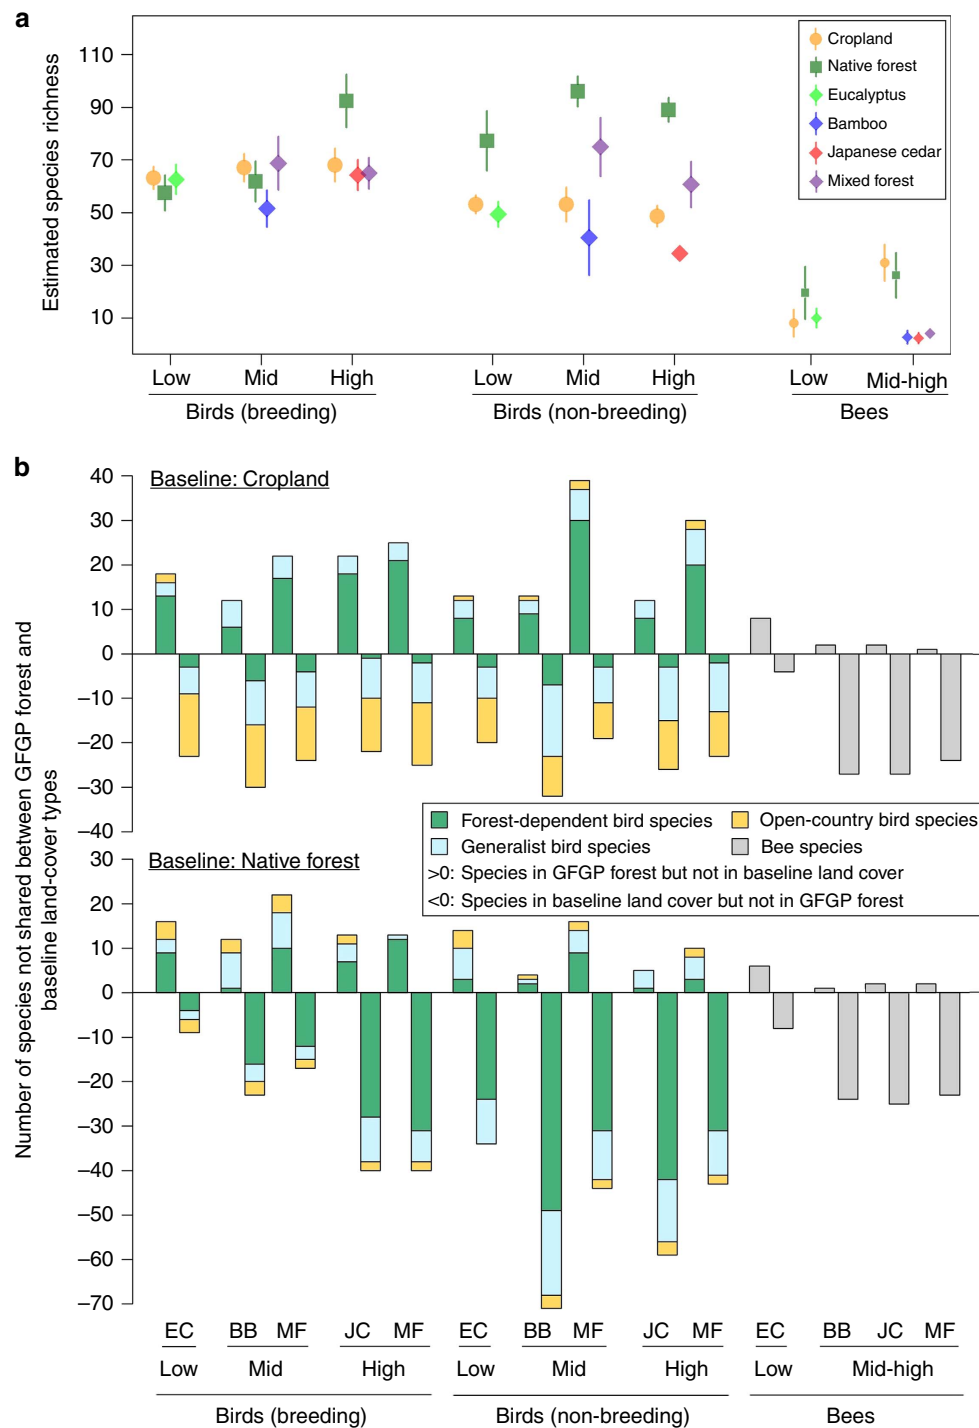 a
Estimated species richness
110
90
70
50
30
10
Cropland
Native forest
Eucalyptus
Bamboo
Japanese cedar
Mixed forest
Low Mid High Low Mid High Low Mid-high
Birds (breeding) Birds (non-breeding) Bees
b
Number of species not shared between GFGP forest and
baseline land-cover types
Baseline: Cropland
40
30
20
10
0
−10
−20
−30
−40
Forest-dependent bird species Open-country bird species
Generalist bird species Bee species
>0: Species in GFGP forest but not in baseline land cover
<0: Species in baseline land cover but not in GFGP forest
Baseline: Native forest
30
20
10
0
−10
−20
−30
−40
−50
−60
−70
EC BB MF JC MF EC BB MF JC MF EC BB JC MF
Low Mid High Low Mid High Low Mid-high
Birds (breeding) Birds (non-breeding) Bees